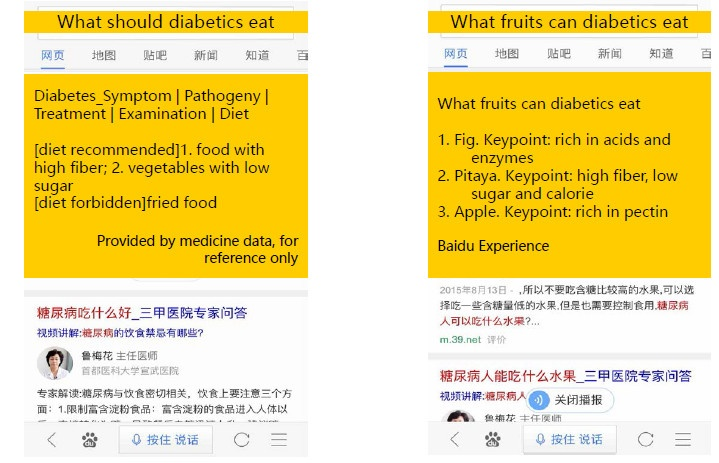 What should diabetics eat
网页 地图 贴吧 新闻 知道 百
Diabetes_Symptom | Pathogeny |
Treatment | Examination | Diet
[diet recommended]1. food with
high fiber; 2. vegetables with low
sugar
[diet forbidden]fried food
Provided by medicine data, for
reference only
糖尿病吃什么好_三甲医院专家问答
视频讲解:糖尿病的饮食禁忌有哪些?
鲁梅花 主任医师
首都医科大学宣武医院
专家解读:糖尿病与饮食密切相关，饮食上要注意三个方
面：1.限制富含淀粉食品：富含淀粉的食品进入人体以
du 按住 说话
What fruits can diabetics eat
网页 地图 贴吧 新闻 知道 百
What fruits can diabetics eat
1. Fig. Keypoint: rich in acids and
enzymes
2. Pitaya. Keypoint: high fiber, low
sugar and calorie
3. Apple. Keypoint: rich in pectin
Baidu Experience
2015年8月13日 - ,所以不要吃含糖比较高的水果,可以选
择吃一些含糖量低的水果.但是也需要控制食用,糖尿病
人可以吃什么水果?...
m.39.net 评价
糖尿病人能吃什么水果_三甲医院专家问答
视频讲解:糖尿病人
关闭播报
鲁梅花 主任医师
du 按住 说话